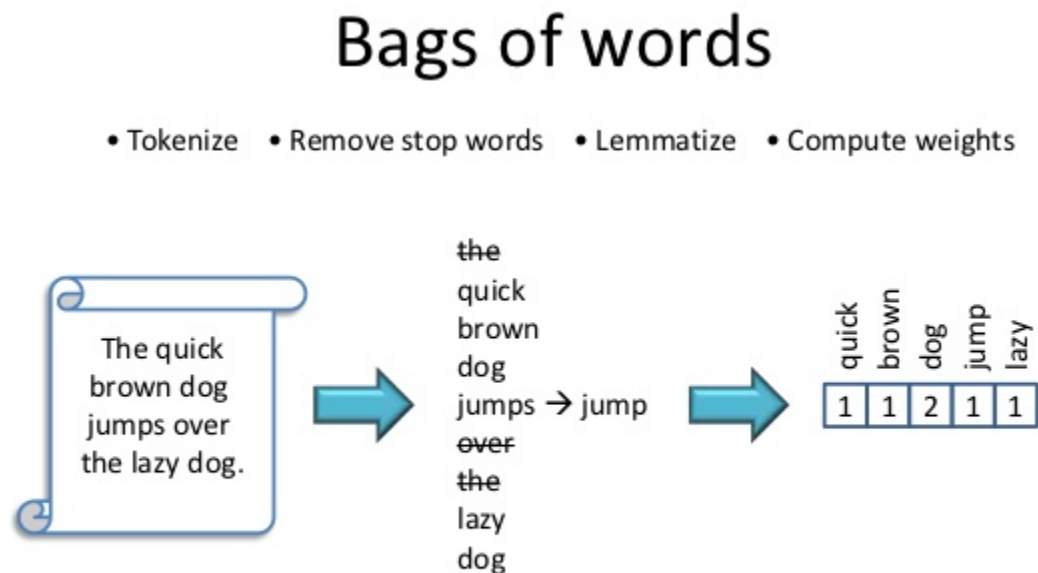 Bags of words
• Tokenize • Remove stop words • Lemmatize • Compute weights
The quick
brown dog
jumps over
the lazy dog.
the
quick
brown
dog
jumps → jump
over
the
lazy
dog
quick brown dog jump lazy
1 1 2 1 1